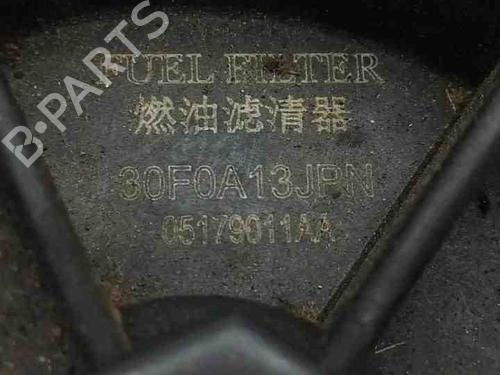 B-PARTS
FUEL FILTER
燃油滤清器
30F0A13JPN
05179011AA